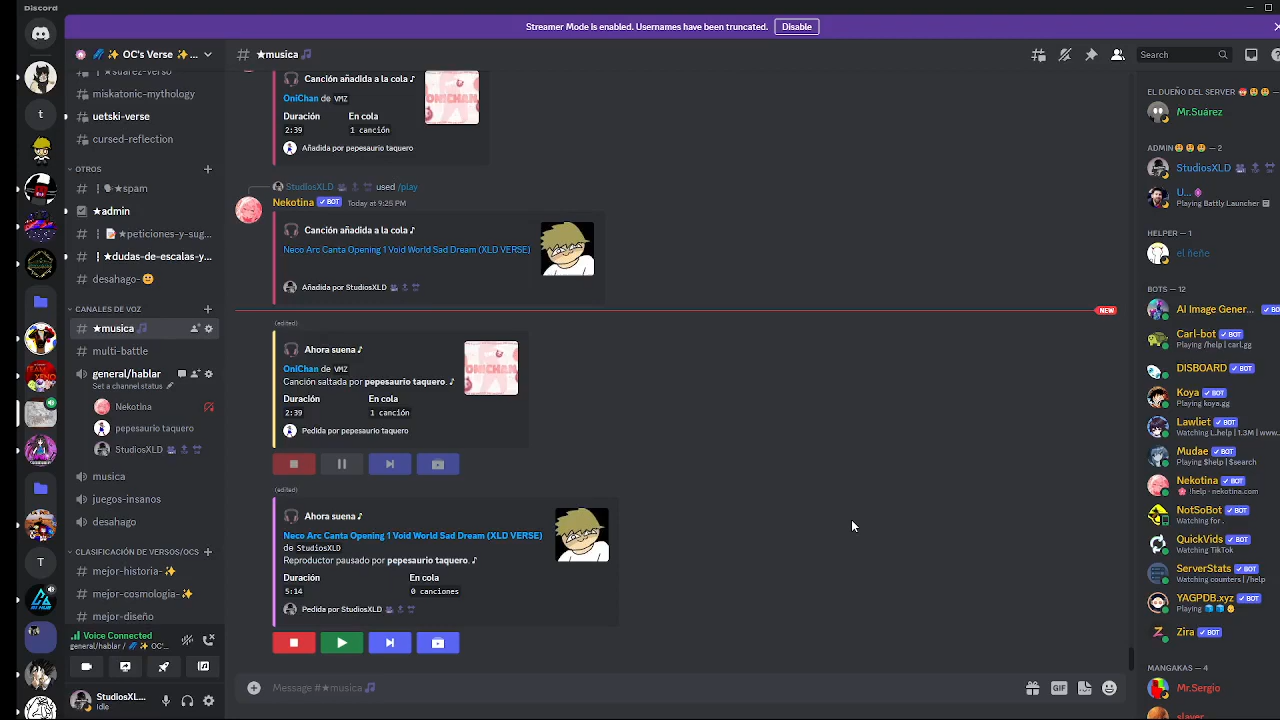 Discord
Streamer Mode is enabled. Usernames have been truncated.
Disable
OC's Verse ...
suarez-verso
miskatonic-mythology
uetski-verse
cursed-reflection
OTROS
★spam
★admin
★peticiones-y-sug...
★dudas-de-escalas-y...
desahago-
CANALES DE VOZ
★musica
multi-battle
general/hablar
Set a channel status
Nekotina
pepesaurio taquero
StudiosXLD
musica
juegos-insanos
desahago
CLASIFICACIÓN DE VERSOS/OCS
mejor-historia-
mejor-cosmologia-
mejor-diseño
Voice Connected
general/hablar / OC'...
StudiosXL...
Idle
# ★musica
Search
Canción añadida a la cola
OniChan de VMZ
Duración En cola
2:39 1 canción
Añadida por pepesaurio taquero
StudiosXLD used /play
Nekotina BOT Today at 9:25 PM
Canción añadida a la cola
Neco Arc Canta Opening 1 Void World Sad Dream (XLD VERSE)
Añadida por StudiosXLD
NEW
(edited)
Ahora suena
OniChan de VMZ
Canción saltada por pepesaurio taquero.
Duración En cola
2:39 1 canción
Pedida por pepesaurio taquero
(edited)
Ahora suena
Neco Arc Canta Opening 1 Void World Sad Dream (XLD VERSE)
de StudiosXLD
Reproductor pausado por pepesaurio taquero.
Duración En cola
5:14 0 canciones
Pedida por StudiosXLD
Message #★musica
GIF
EL DUEÑO DEL SERVER
Mr.Suárez
ADMIN — 2
StudiosXLD
U...
Playing Battly Launcher
HELPER — 1
el ñeñe
BOTS — 12
AI Image Gener...
Carl-bot BOT
Playing /help | carl.gg
DISBOARD BOT
Koya BOT
Playing koya.gg
Lawliet BOT
Watching L.help | 1.3M | www...
Mudae BOT
Playing $help | $search
Nekotina BOT
!help · nekotina.com
NotSoBot BOT
Watching for .
QuickVids BOT
Watching TikTok
ServerStats BOT
Watching counters | /help
YAGPDB.xyz BOT
Playing
Zira BOT
MANGAKAS — 4
Mr.Sergio
slayer